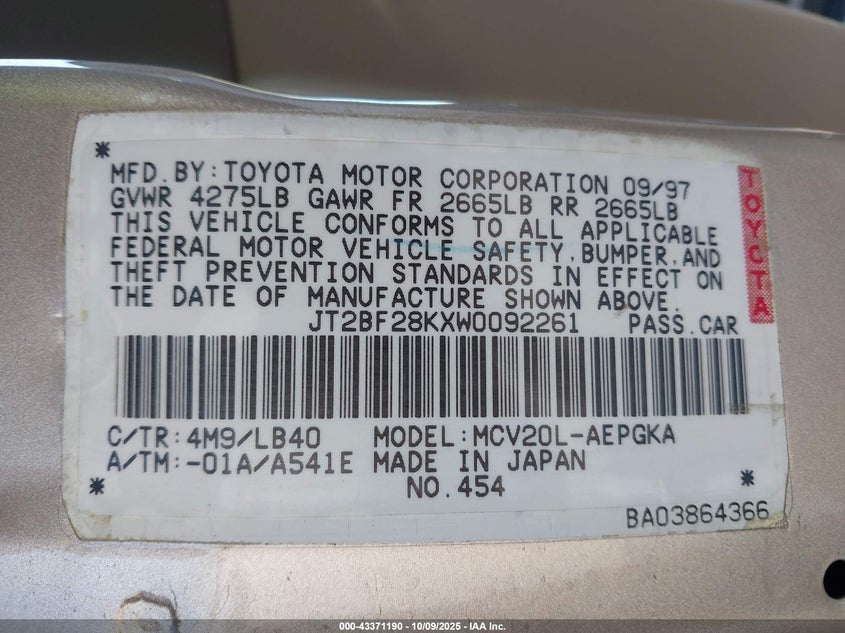 *
MFD.BY:TOYOTA MOTOR CORPORATION 09/97
GVWR 4275LB GAWR FR 2665LB RR 2665LB
THIS VEHICLE CONFORMS TO ALL APPLICABLE
FEDERAL MOTOR VEHICLE SAFETY,BUMPER,AND
THEFT PREVENTION STANDARDS IN EFFECT ON
THE DATE OF MANUFACTURE SHOWN ABOVE.
JT2BF28KXW0092261 PASS.CAR
TOYOTA
C/TR:4M9/LB40 MODEL:MCV20L-AEPGKA
A/TM:-01A/A541E MADE IN JAPAN
* NO.454 *
BA03864366
000-43371190 - 10/09/2025 - IAA Inc.